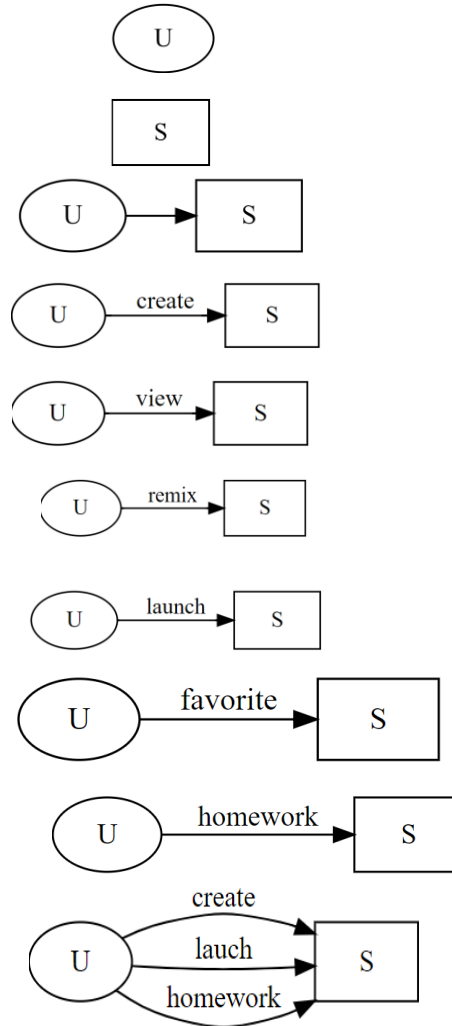 U
S
U S
U create S
U view S
U remix S
U launch S
U favorite S
U homework S
create
U lauch S
homework